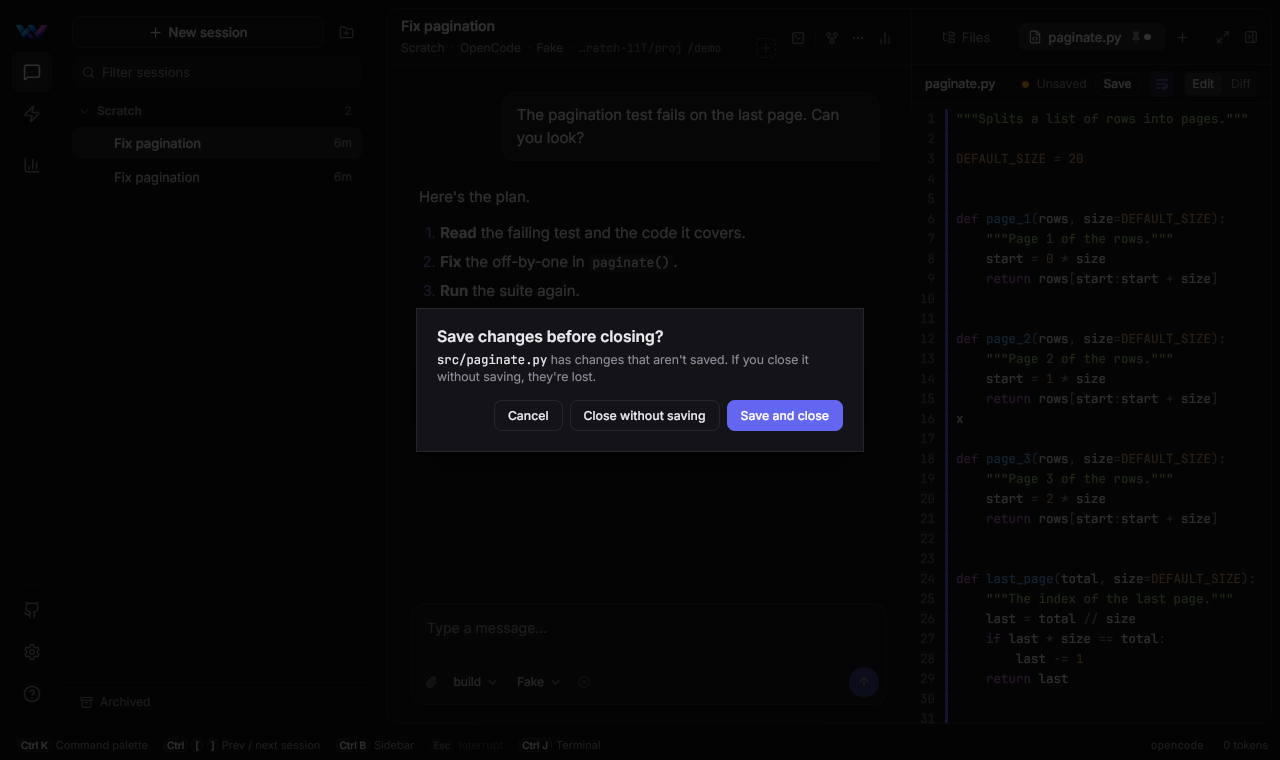 New session
Filter sessions
Scratch 2
Fix pagination 6m
Fix pagination 6m
Archived
Fix pagination
Scratch · OpenCode · Fake · …ratch-11T/proj /demo
The pagination test fails on the last page. Can
you look?
Here's the plan.
1. Read the failing test and the code it covers.
2. Fix the off-by-one in paginate().
3. Run the suite again.
Save changes before closing?
src/paginate.py has changes that aren't saved. If you close it
without saving, they're lost.
Cancel Close without saving Save and close
Type a message...
build Fake
Files paginate.py
paginate.py Unsaved Save Edit Diff
1 """Splits a list of rows into pages."""
2
3 DEFAULT_SIZE = 20
4
5
6 def page_1(rows, size=DEFAULT_SIZE):
7 """Page 1 of the rows."""
8 start = 0 * size
9 return rows[start:start + size]
10
11
12 def page_2(rows, size=DEFAULT_SIZE):
13 """Page 2 of the rows."""
14 start = 1 * size
15 return rows[start:start + size]
16 x
17
18 def page_3(rows, size=DEFAULT_SIZE):
19 """Page 3 of the rows."""
20 start = 2 * size
21 return rows[start:start + size]
22
23
24 def last_page(total, size=DEFAULT_SIZE):
25 """The index of the last page."""
26 last = total // size
27 if last * size == total:
28 last -= 1
29 return last
30
31
Ctrl K Command palette Ctrl [ ] Prev / next session Ctrl B Sidebar Esc Interrupt Ctrl J Terminal opencode 0 tokens